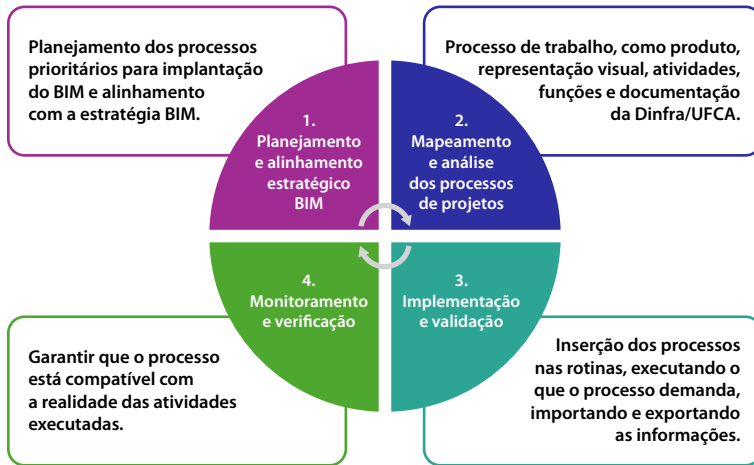 Planejamento dos processos
prioritários para implantação
do BIM e alinhamento
com a estratégia BIM.
Processo de trabalho, como produto,
representação visual, atividades,
funções e documentação
da Dinfra/UFCA.
1.
Planejamento
e alinhamento
estratégico
BIM
2.
Mapeamento
e análise
dos processos
de projetos
4.
Monitoramento
e verificação
3.
Implementação
e validação
Garantir que o processo
está compatível com
a realidade das atividades
executadas.
Inserção dos processos
nas rotinas, executando o
que o processo demanda,
importando e exportando
as informações.